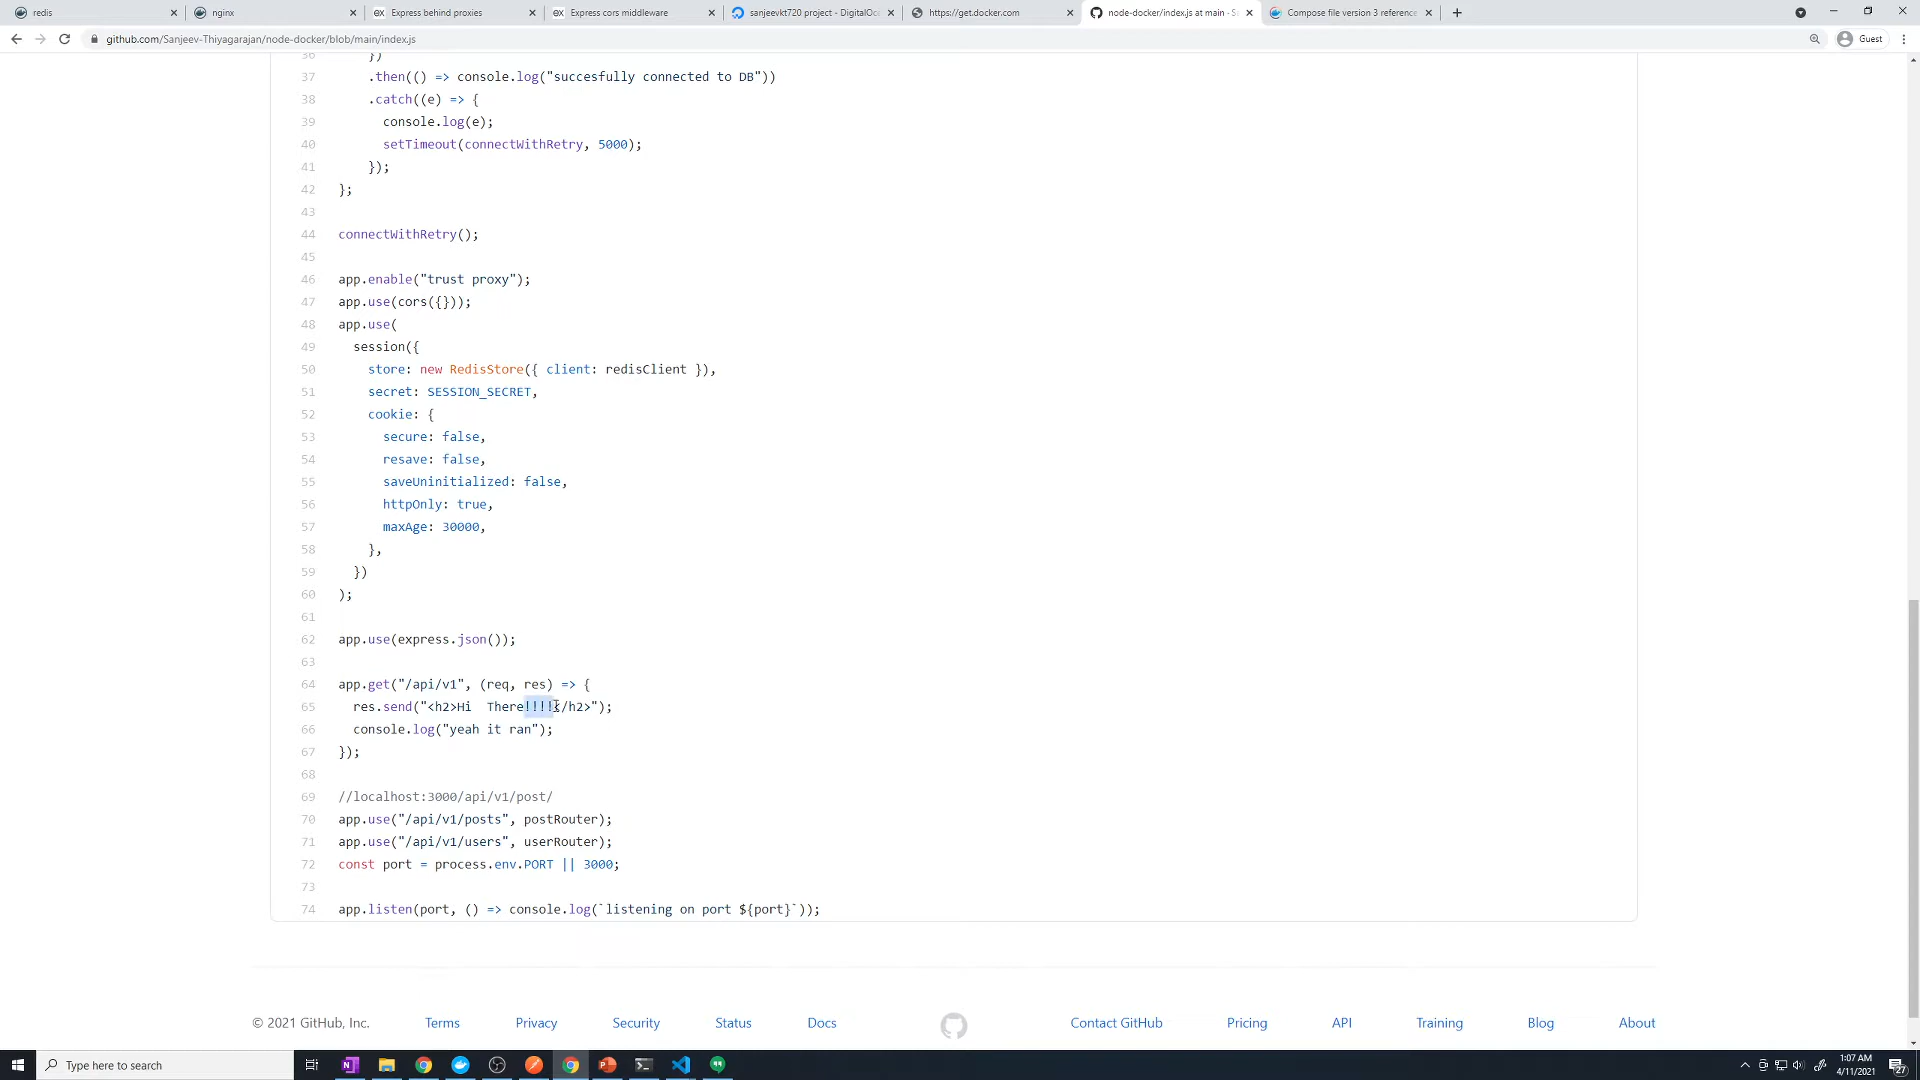 redis
nginx
Express behind proxies
Express cors middleware
sanjeevkt720 project - DigitalOc
https://get.docker.com
node-docker/index.js at main · S
Compose file version 3 reference
github.com/Sanjeev-Thiyagarajan/node-docker/blob/main/index.js
Guest
36 })
37 .then(() => console.log("succesfully connected to DB"))
38 .catch((e) => {
39 console.log(e);
40 setTimeout(connectWithRetry, 5000);
41 });
42 };
43
44 connectWithRetry();
45
46 app.enable("trust proxy");
47 app.use(cors({}));
48 app.use(
49 session({
50 store: new RedisStore({ client: redisClient }),
51 secret: SESSION_SECRET,
52 cookie: {
53 secure: false,
54 resave: false,
55 saveUninitialized: false,
56 httpOnly: true,
57 maxAge: 30000,
58 },
59 })
60 );
61
62 app.use(express.json());
63
64 app.get("/api/v1", (req, res) => {
65 res.send("<h2>Hi  There!!!!</h2>");
66 console.log("yeah it ran");
67 });
68
69 //localhost:3000/api/v1/post/
70 app.use("/api/v1/posts", postRouter);
71 app.use("/api/v1/users", userRouter);
72 const port = process.env.PORT || 3000;
73
74 app.listen(port, () => console.log(`listening on port ${port}`));
© 2021 GitHub, Inc.
Terms
Privacy
Security
Status
Docs
Contact GitHub
Pricing
API
Training
Blog
About
Type here to search
1:07 AM
4/11/2021
27